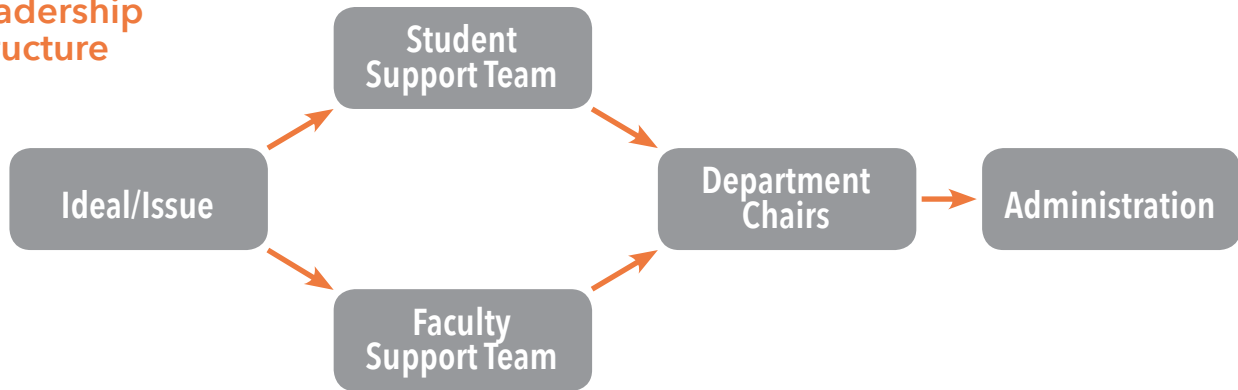 adership
ucture
Student
Support Team
Ideal/Issue
Department
Chairs
Administration
Faculty
Support Team